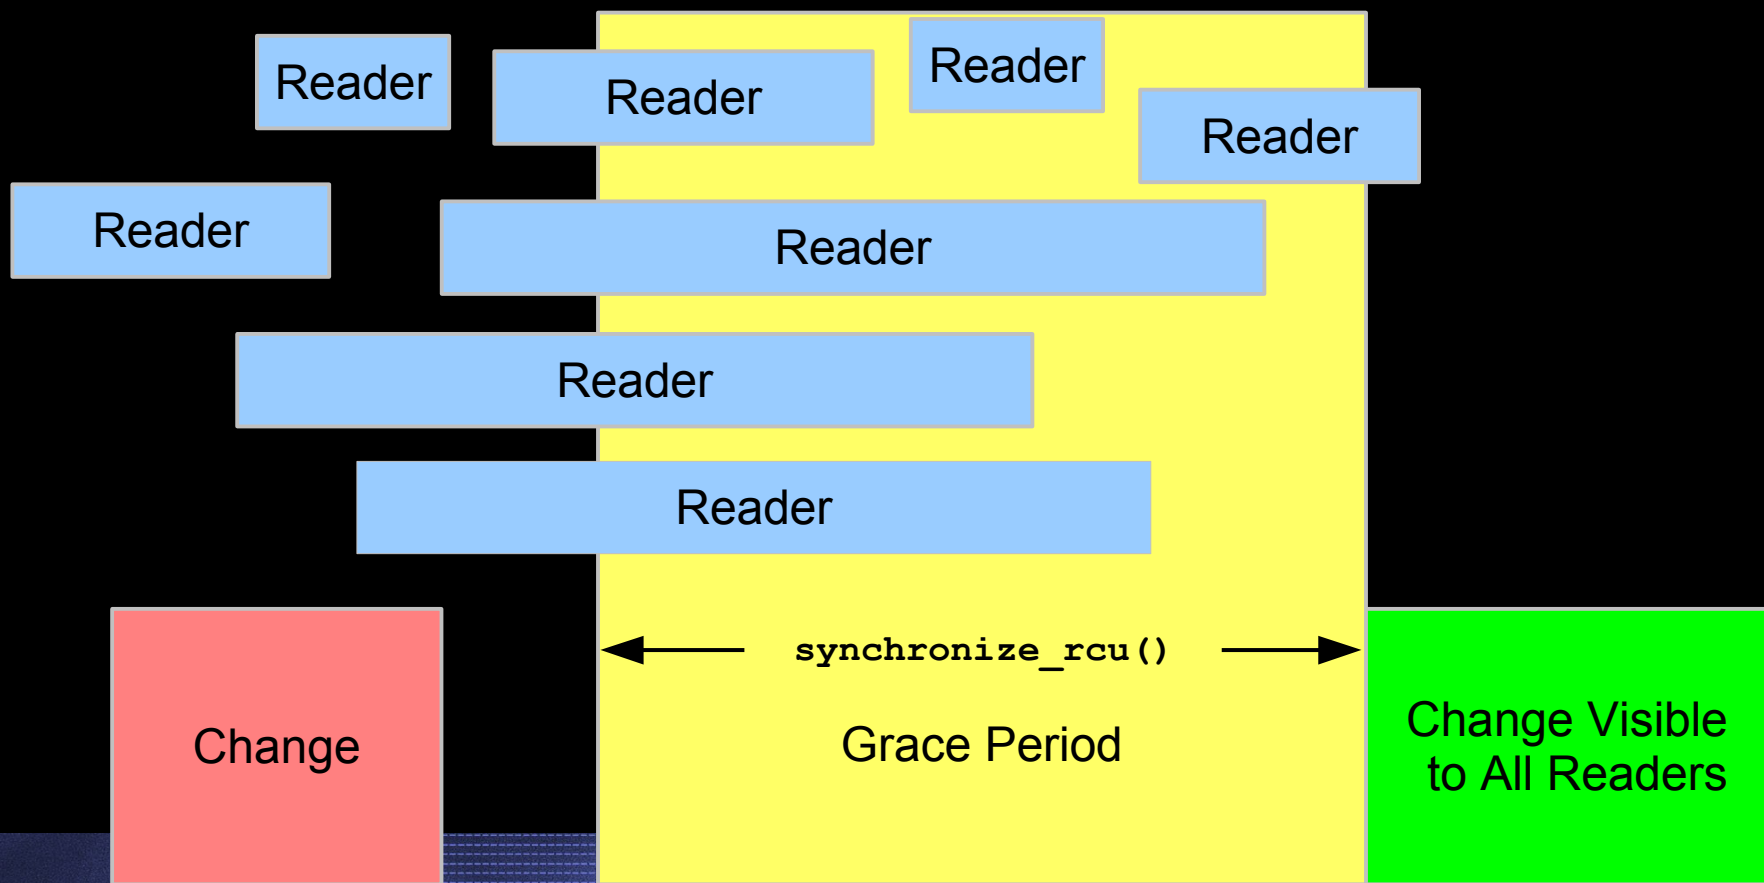 Reader
Reader
Reader
Reader
Reader
Reader
Reader
Reader
synchronize_rcu()
Change
Grace Period
Change Visible
to All Readers